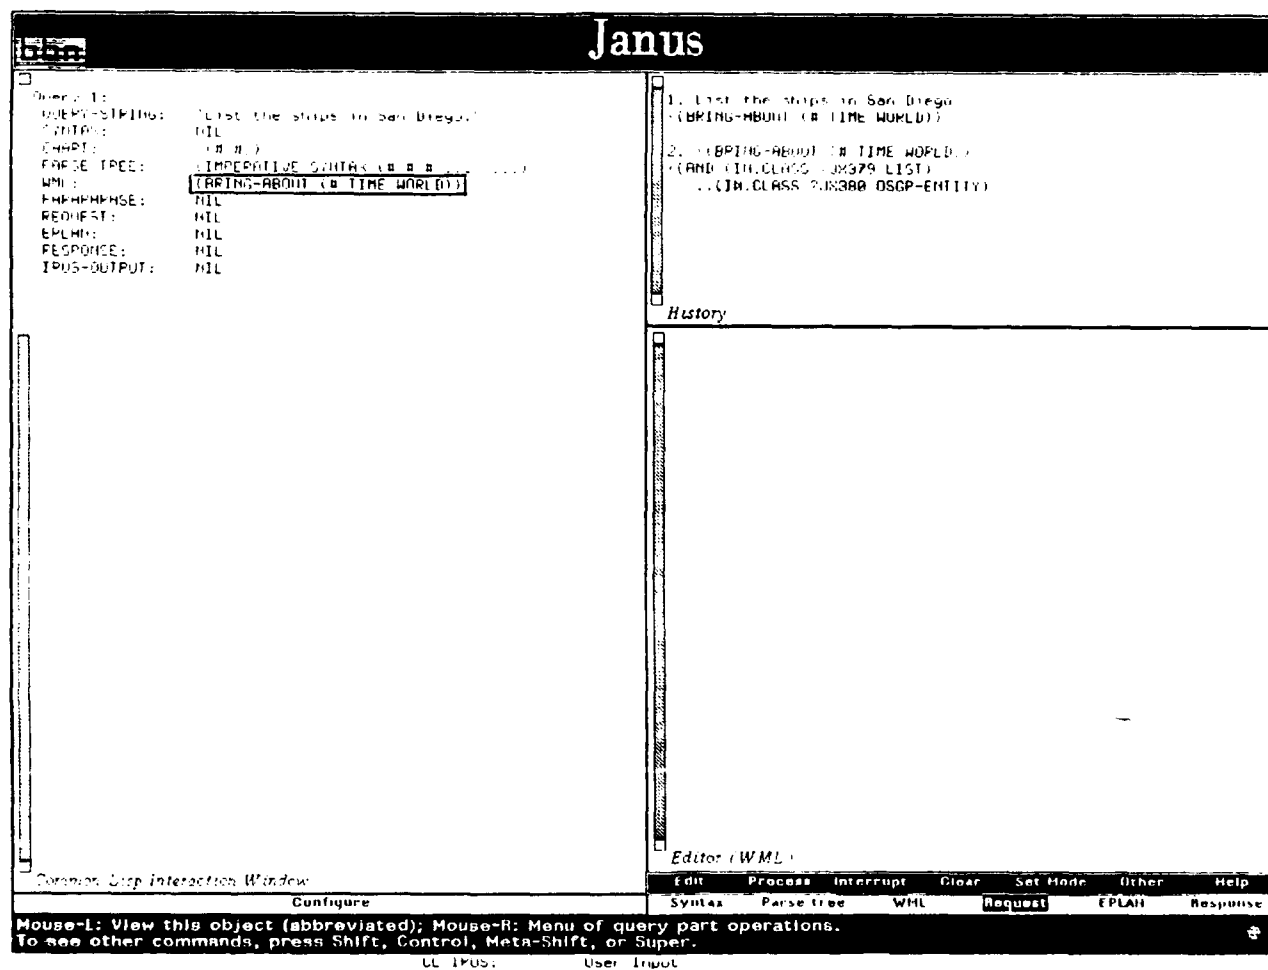 bbn
Janus
Query 1:
QUERY-STRING: "List the ships in San Diego."
SYNTAX: NIL
CHART: (# #.)
PARSE TREE: (IMPERATIVE SYNTAX (# # # ... ...)
WML: (BRING-ABOUT (# TIME WORLD))
PARAPHRASE: NIL
REQUEST: NIL
EPLAN: NIL
RESPONSE: NIL
IRUS-OUTPUT: NIL
Common Lisp Interaction Window
Configure
1. List the ships in San Diego
(BRING-ABOUT (# TIME WORLD))
2. (BRING-ABOUT (# TIME WORLD.)
(AND (IN.CLASS ?JX379 LIST)
..(IN.CLASS ?JX380 OSGP-ENTITY)
History
Editor (WML)
Edit Process Interrupt Clear Set Mode Other Help
Syntax Parse tree WML Request EPLAN Response
Mouse-L: View this object (abbreviated); Mouse-R: Menu of query part operations.
To see other commands, press Shift, Control, Meta-Shift, or Super.
User Input